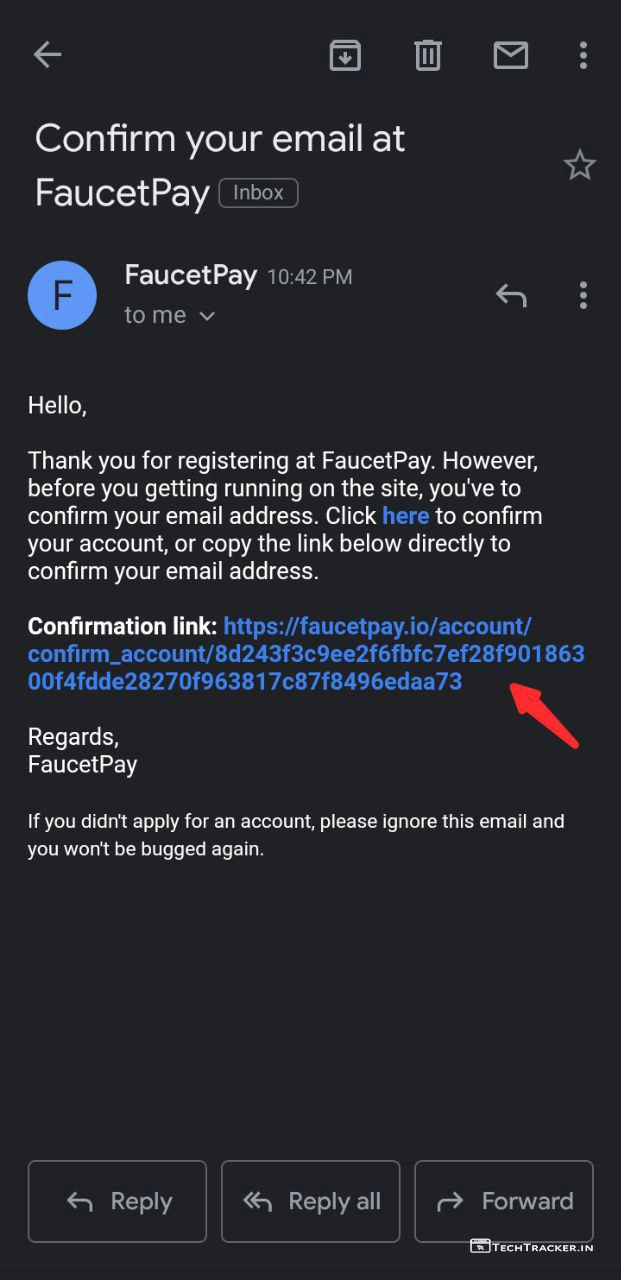 Confirm your email at
FaucetPay Inbox
F
FaucetPay 10:42 PM
to me
Hello,
Thank you for registering at FaucetPay. However,
before you getting running on the site, you've to
confirm your email address. Click here to confirm
your account, or copy the link below directly to
confirm your email address.
Confirmation link: https://faucetpay.io/account/
confirm_account/8d243f3c9ee2f6fbfc7ef28f901863
00f4fdde28270f963817c87f8496edaa73
Regards,
FaucetPay
If you didn't apply for an account, please ignore this email and
you won't be bugged again.
Reply
Reply all
Forward
TECHTRACKER.IN